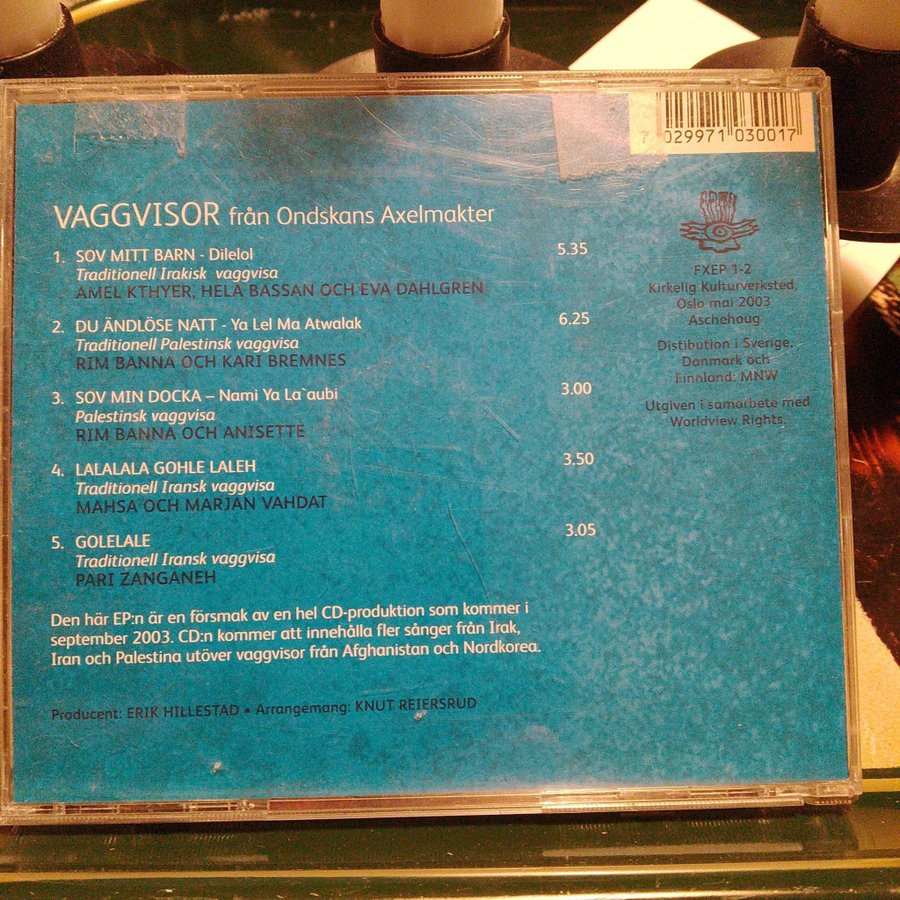 7 029971 030017
VAGGVISOR från Ondskans Axelmakter
1. SOV MITT BARN - Dilelol 5.35
Traditionell Irakisk vaggvisa
AMEL KTHYER, HELA BASSAN OCH EVA DAHLGREN
2. DU ÄNDLÖSE NATT - Ya Lel Ma Atwalak 6.25
Traditionell Palestinsk vaggvisa
RIM BANNA OCH KARI BREMNES
3. SOV MIN DOCKA – Nami Ya La`aubi 3.00
Palestinsk vaggvisa
RIM BANNA OCH ANISETTE
4. LALALALA GOHLE LALEH 3.50
Traditionell Iransk vaggvisa
MAHSA OCH MARJAN VAHDAT
5. GOLELALE 3.05
Traditionell Iransk vaggvisa
PARI ZANGANEH
Den här EP:n är en försmak av en hel CD-produktion som kommer i
september 2003. CD:n kommer att innehålla fler sånger från Irak,
Iran och Palestina utöver vaggvisor från Afghanistan och Nordkorea.
Producent: ERIK HILLESTAD • Arrangemang: KNUT REIERSRUD
FXEP 1-2
Kirkelig Kulturverksted,
Oslo mai 2003
Aschehoug
Distibution i Sverige,
Danmark och
Finnland: MNW
Utgiven i samarbete med
Worldview Rights.